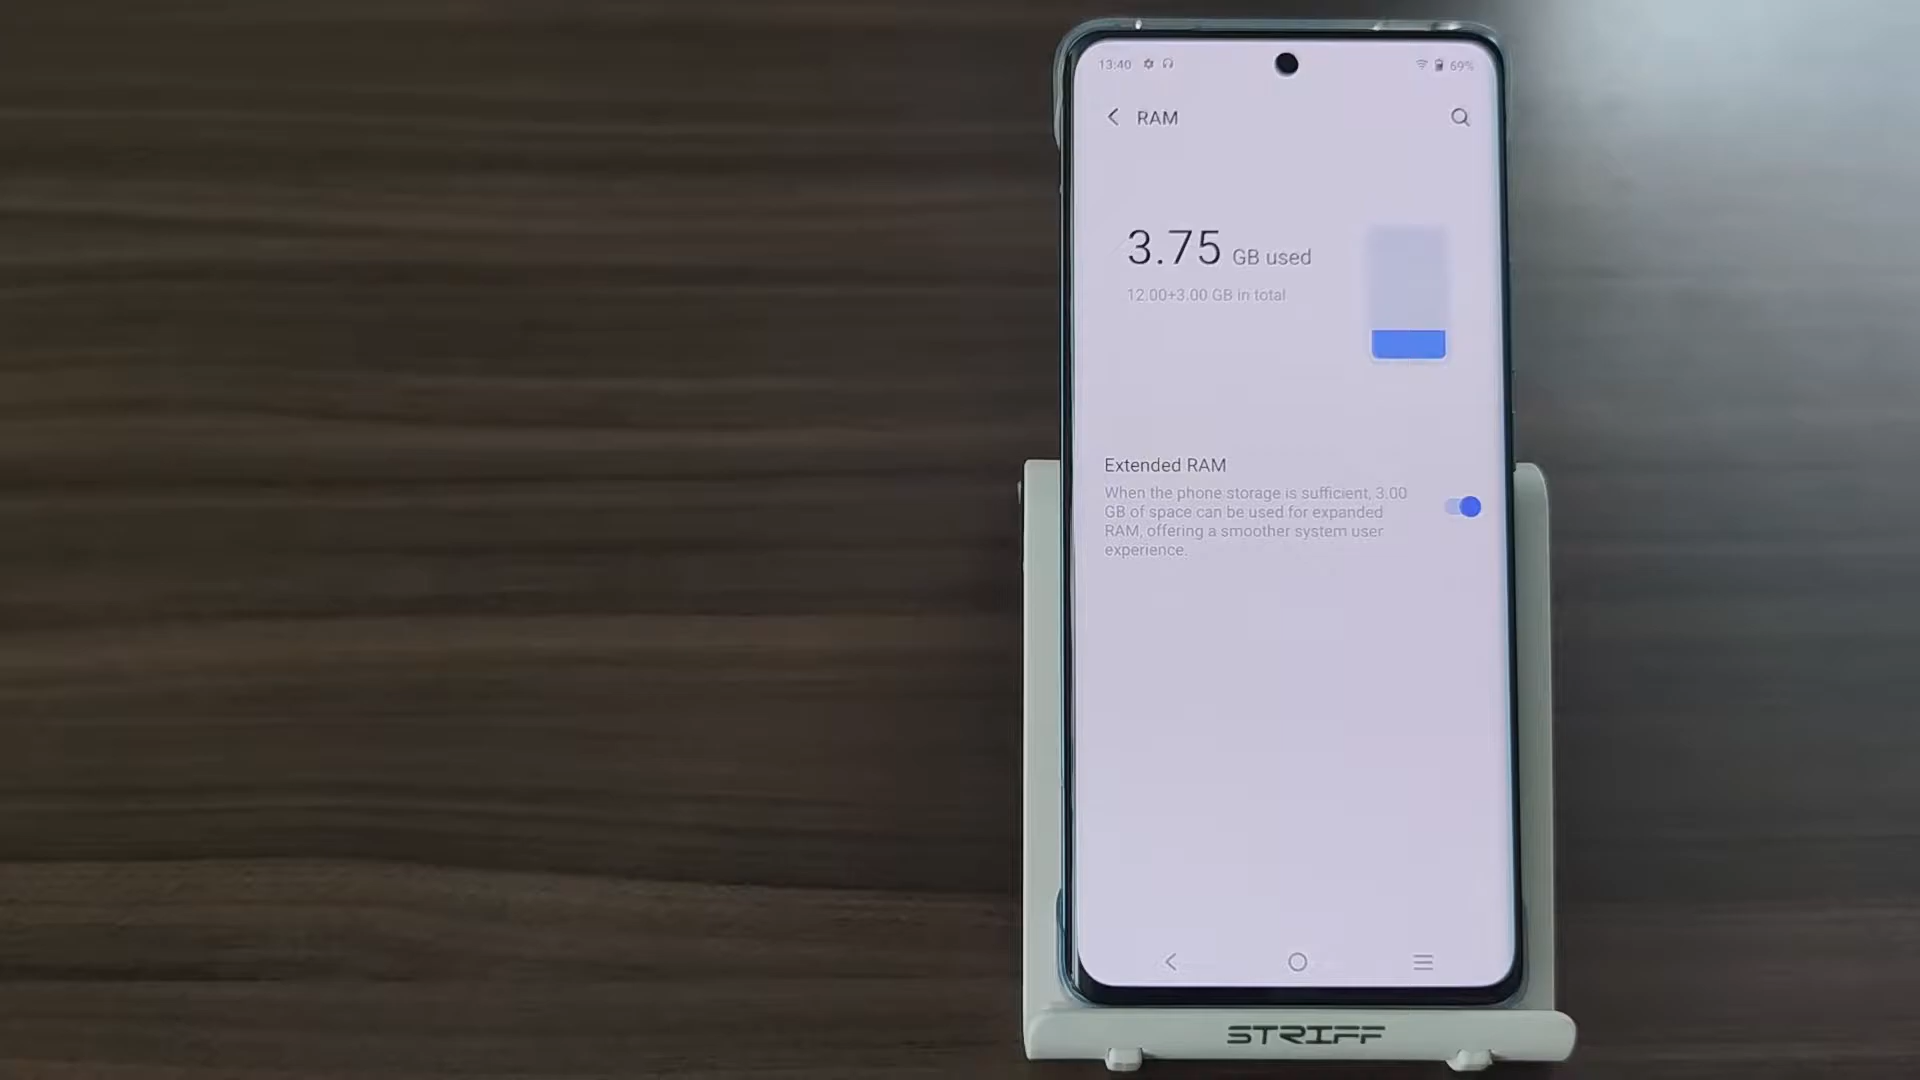 13:40 69%
RAM
3.75 GB used
12.00+3.00 GB in total
Extended RAM
When the phone storage is sufficient, 3.00
GB of space can be used for expanded
RAM, offering a smoother system user
experience.
STRIFF